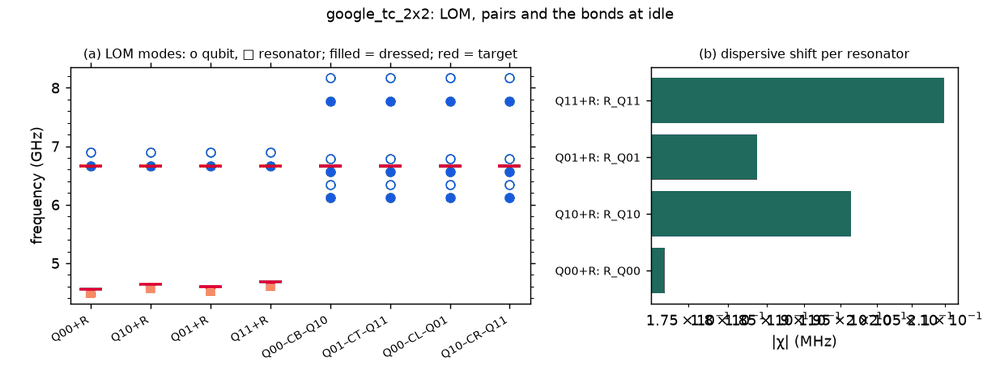 google_tc_2x2: LOM, pairs and the bonds at idle
(a) LOM modes: o qubit, □ resonator; filled = dressed; red = target
frequency (GHz)
8
7
6
5
Q00+R
Q10+R
Q01+R
Q11+R
Q00–CB–Q10
Q01–CT–Q11
Q00–CL–Q01
Q10–CR–Q11
(b) dispersive shift per resonator
Q11+R: R_Q11
Q01+R: R_Q01
Q10+R: R_Q10
Q00+R: R_Q00
|χ| (MHz)